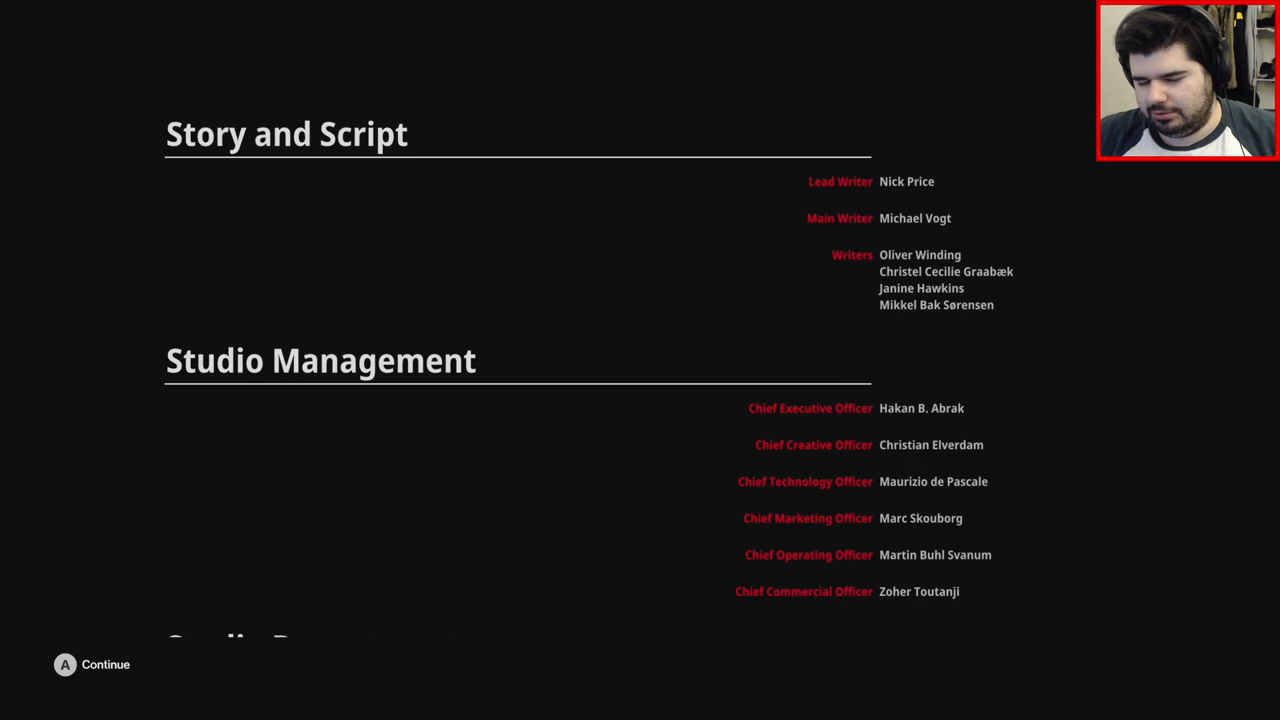 Story and Script
Lead Writer Nick Price
Main Writer Michael Vogt
Writers Oliver Winding
Christel Cecilie Graabæk
Janine Hawkins
Mikkel Bak Sørensen
Studio Management
Chief Executive Officer Hakan B. Abrak
Chief Creative Officer Christian Elverdam
Chief Technology Officer Maurizio de Pascale
Chief Marketing Officer Marc Skouborg
Chief Operating Officer Martin Buhl Svanum
Chief Commercial Officer Zoher Toutanji
A Continue